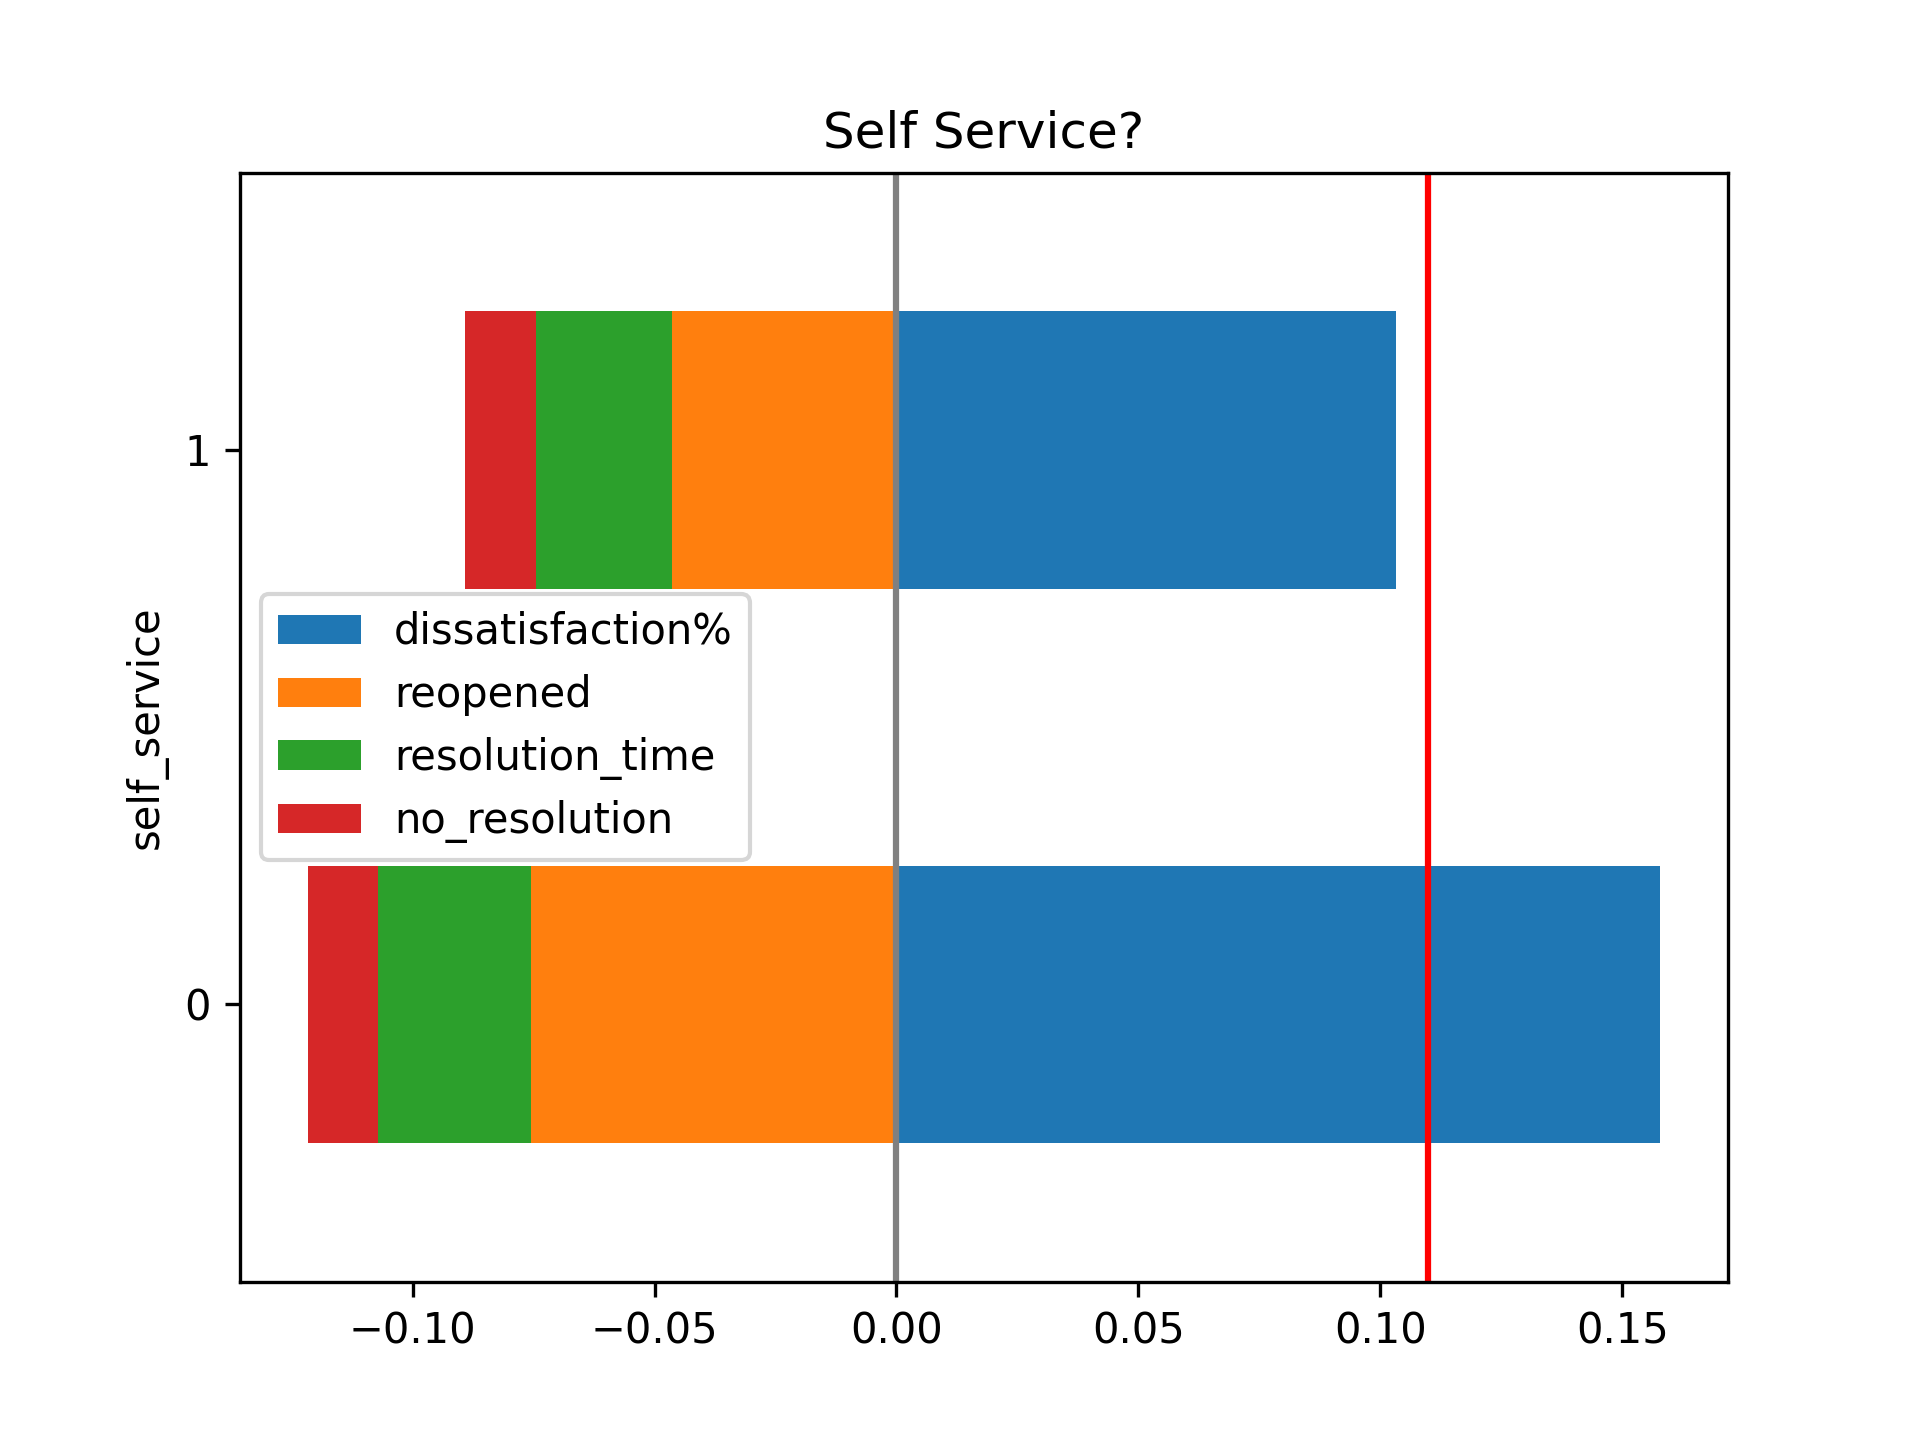 Self Service?
1
self_service
dissatisfaction%
reopened
resolution_time
no_resolution
0
−0.10
−0.05
0.00
0.05
0.10
0.15